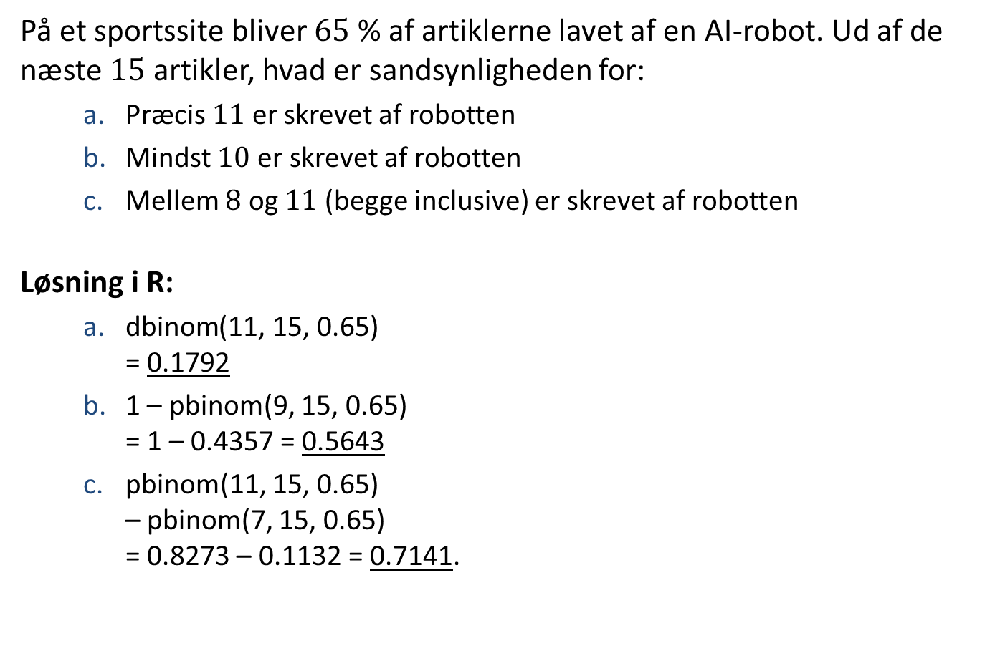 På et sportssite bliver 65 % af artiklerne lavet af en AI-robot. Ud af de
næste 15 artikler, hvad er sandsynligheden for:
a. Præcis 11 er skrevet af robotten
b. Mindst 10 er skrevet af robotten
c. Mellem 8 og 11 (begge inclusive) er skrevet af robotten
Løsning i R:
a. dbinom(11, 15, 0.65)
= 0.1792
b. 1 – pbinom(9, 15, 0.65)
= 1 – 0.4357 = 0.5643
c. pbinom(11, 15, 0.65)
– pbinom(7, 15, 0.65)
= 0.8273 – 0.1132 = 0.7141.